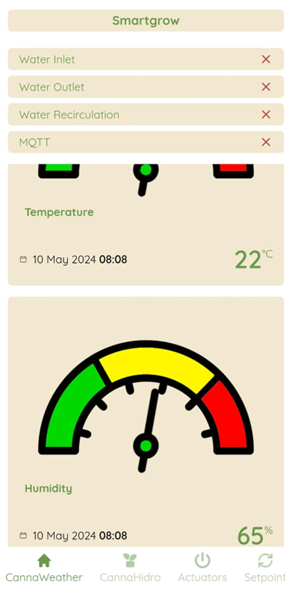 Smartgrow
Water Inlet
Water Outlet
Water Recirculation
MQTT
Temperature
10 May 2024 08:08 22°C
Humidity
10 May 2024 08:08 65%
CannaWeather CannaHidro Actuators Setpoint